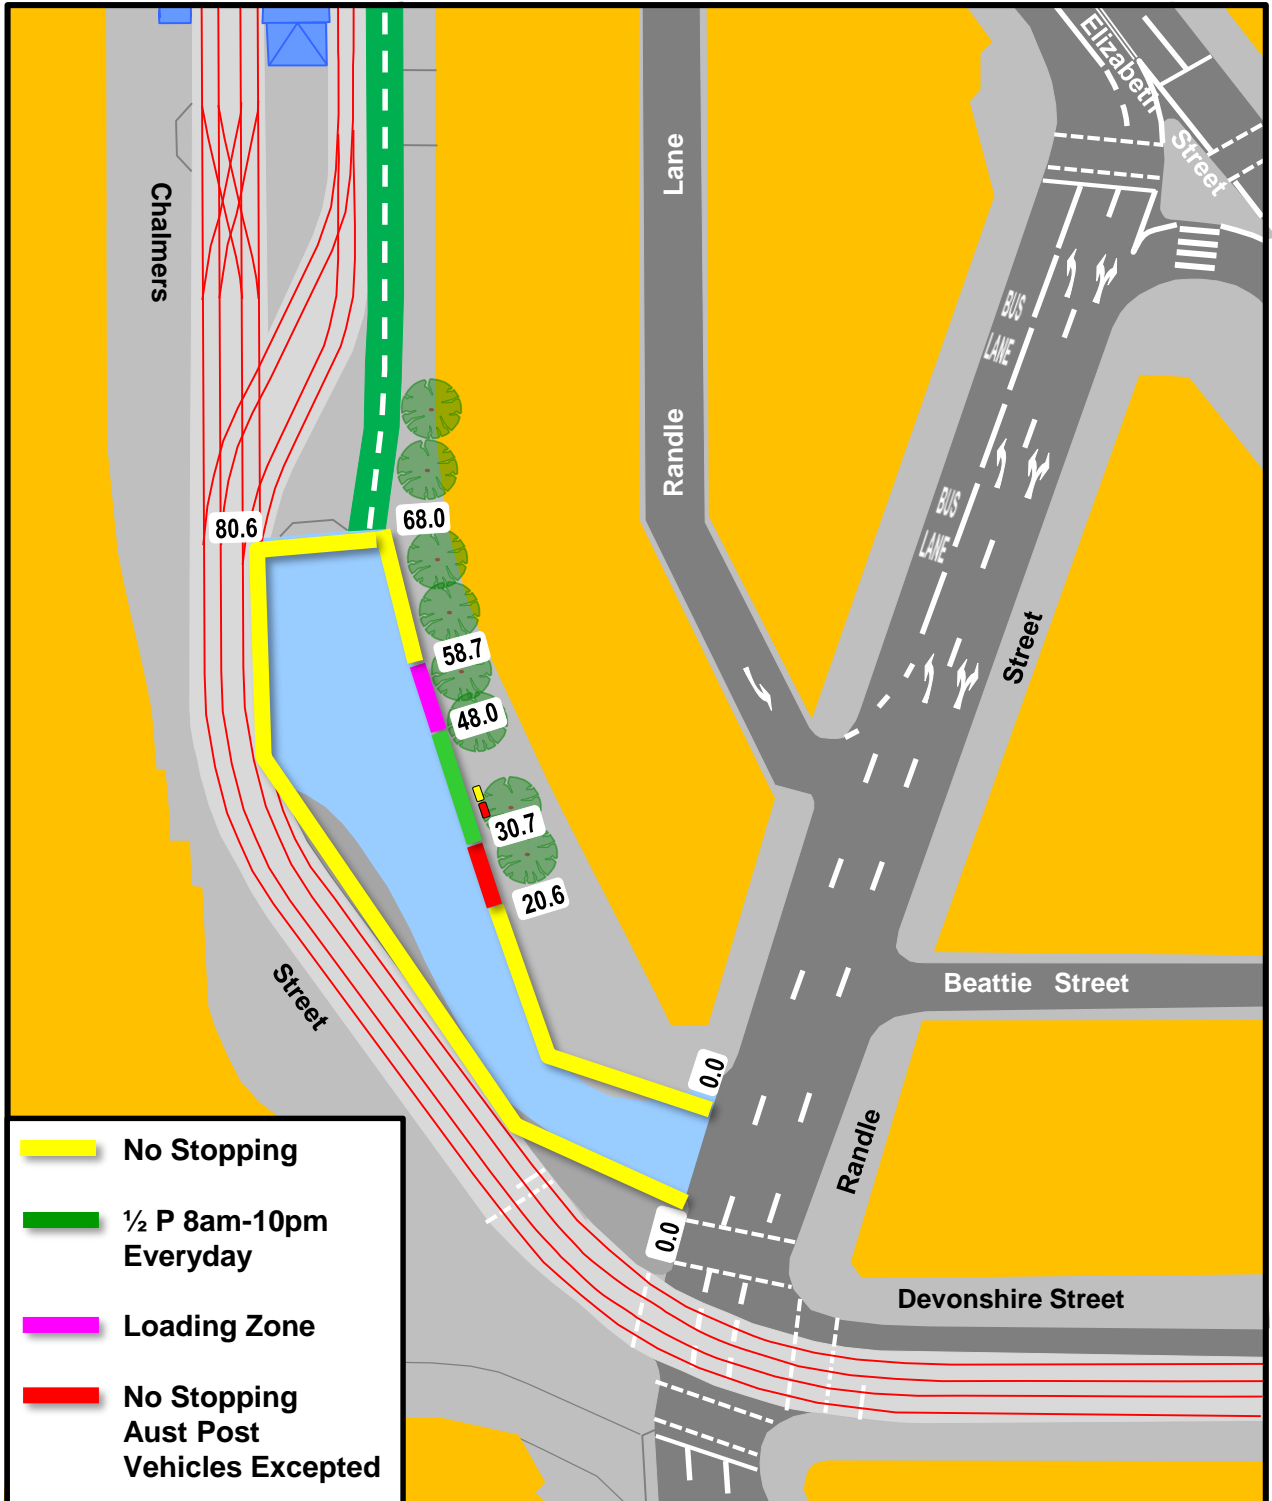 Elizabeth
Street
Lane
Chalmers
BUS
LANE
Randle
BUS
LANE
80.6
68.0
58.7
Street
48.0
30.7
20.6
Street
Beattie Street
0.0
Randle
0.0
Devonshire Street
No Stopping
½ P 8am-10pm
Everyday
Loading Zone
No Stopping
Aust Post
Vehicles Excepted